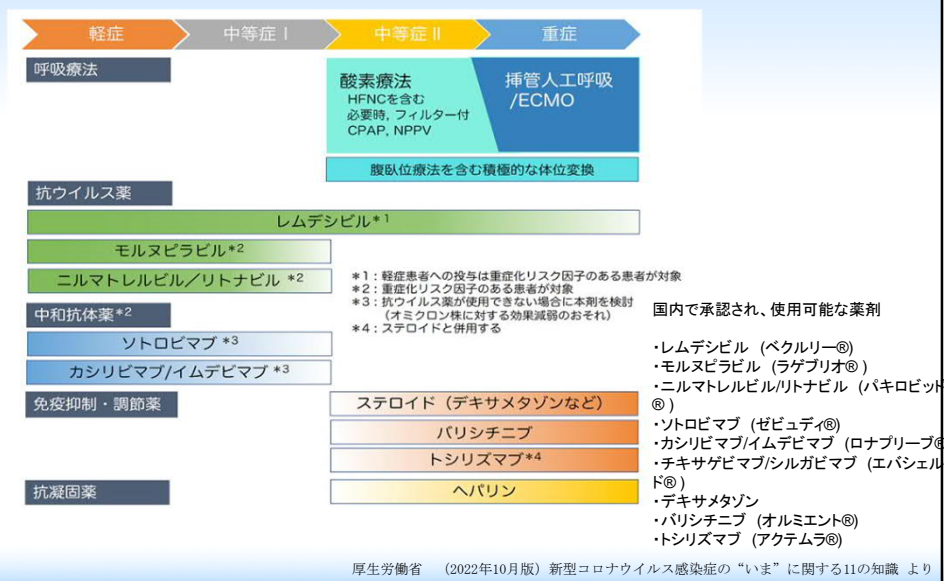 軽症
中等症 I
中等症 II
重症
呼吸療法
酸素療法
HFNCを含む
必要時, フィルター付
CPAP, NPPV
挿管人工呼吸
/ECMO
腹臥位療法を含む積極的な体位変換
抗ウイルス薬
レムデシビル*1
モルヌピラビル*2
ニルマトレルビル／リトナビル *2
中和抗体薬*2
ソトロビマブ *3
カシリビマブ/イムデビマブ *3
*1：軽症患者への投与は重症化リスク因子のある患者が対象
*2：重症化リスク因子のある患者が対象
*3：抗ウイルス薬が使用できない場合に本剤を検討
（オミクロン株に対する効果減弱のおそれ）
*4：ステロイドと併用する
免疫抑制・調節薬
ステロイド（デキサメタゾンなど）
バリシチニブ
トシリズマブ*4
抗凝固薬
ヘパリン
国内で承認され、使用可能な薬剤
・レムデシビル (ベクルリー®)
・モルヌピラビル (ラゲブリオ® )
・ニルマトレルビル/リトナビル (パキロビッド
® )
・ソトロビマブ (ゼビュディ®)
・カシリビマブ/イムデビマブ (ロナプリーブ®
・チキサゲビマブ/シルガビマブ (エバシェル
ド® )
・デキサメタゾン
・バリシチニブ (オルミエント®)
・トシリズマブ (アクテムラ®)
厚生労働省 （2022年10月版）新型コロナウイルス感染症の“いま”に関する11の知識 より